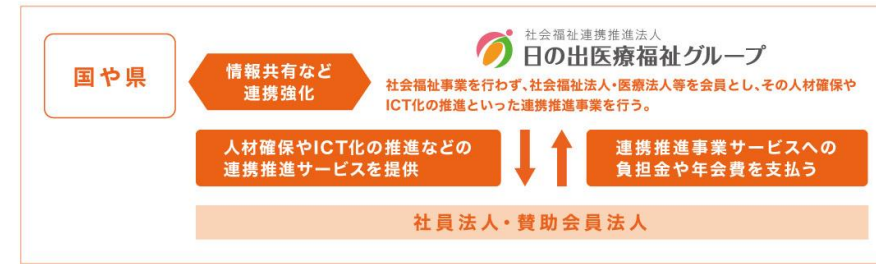 国や県
情報共有など
連携強化
社会福祉連携推進法人
日の出医療福祉グループ
社会福祉事業を行わず、社会福祉法人・医療法人等を会員とし、その人材確保や
ICT化の推進といった連携推進事業を行う。
人材確保やICT化の推進などの
連携推進サービスを提供
連携推進事業サービスへの
負担金や年会費を支払う
社員法人・賛助会員法人